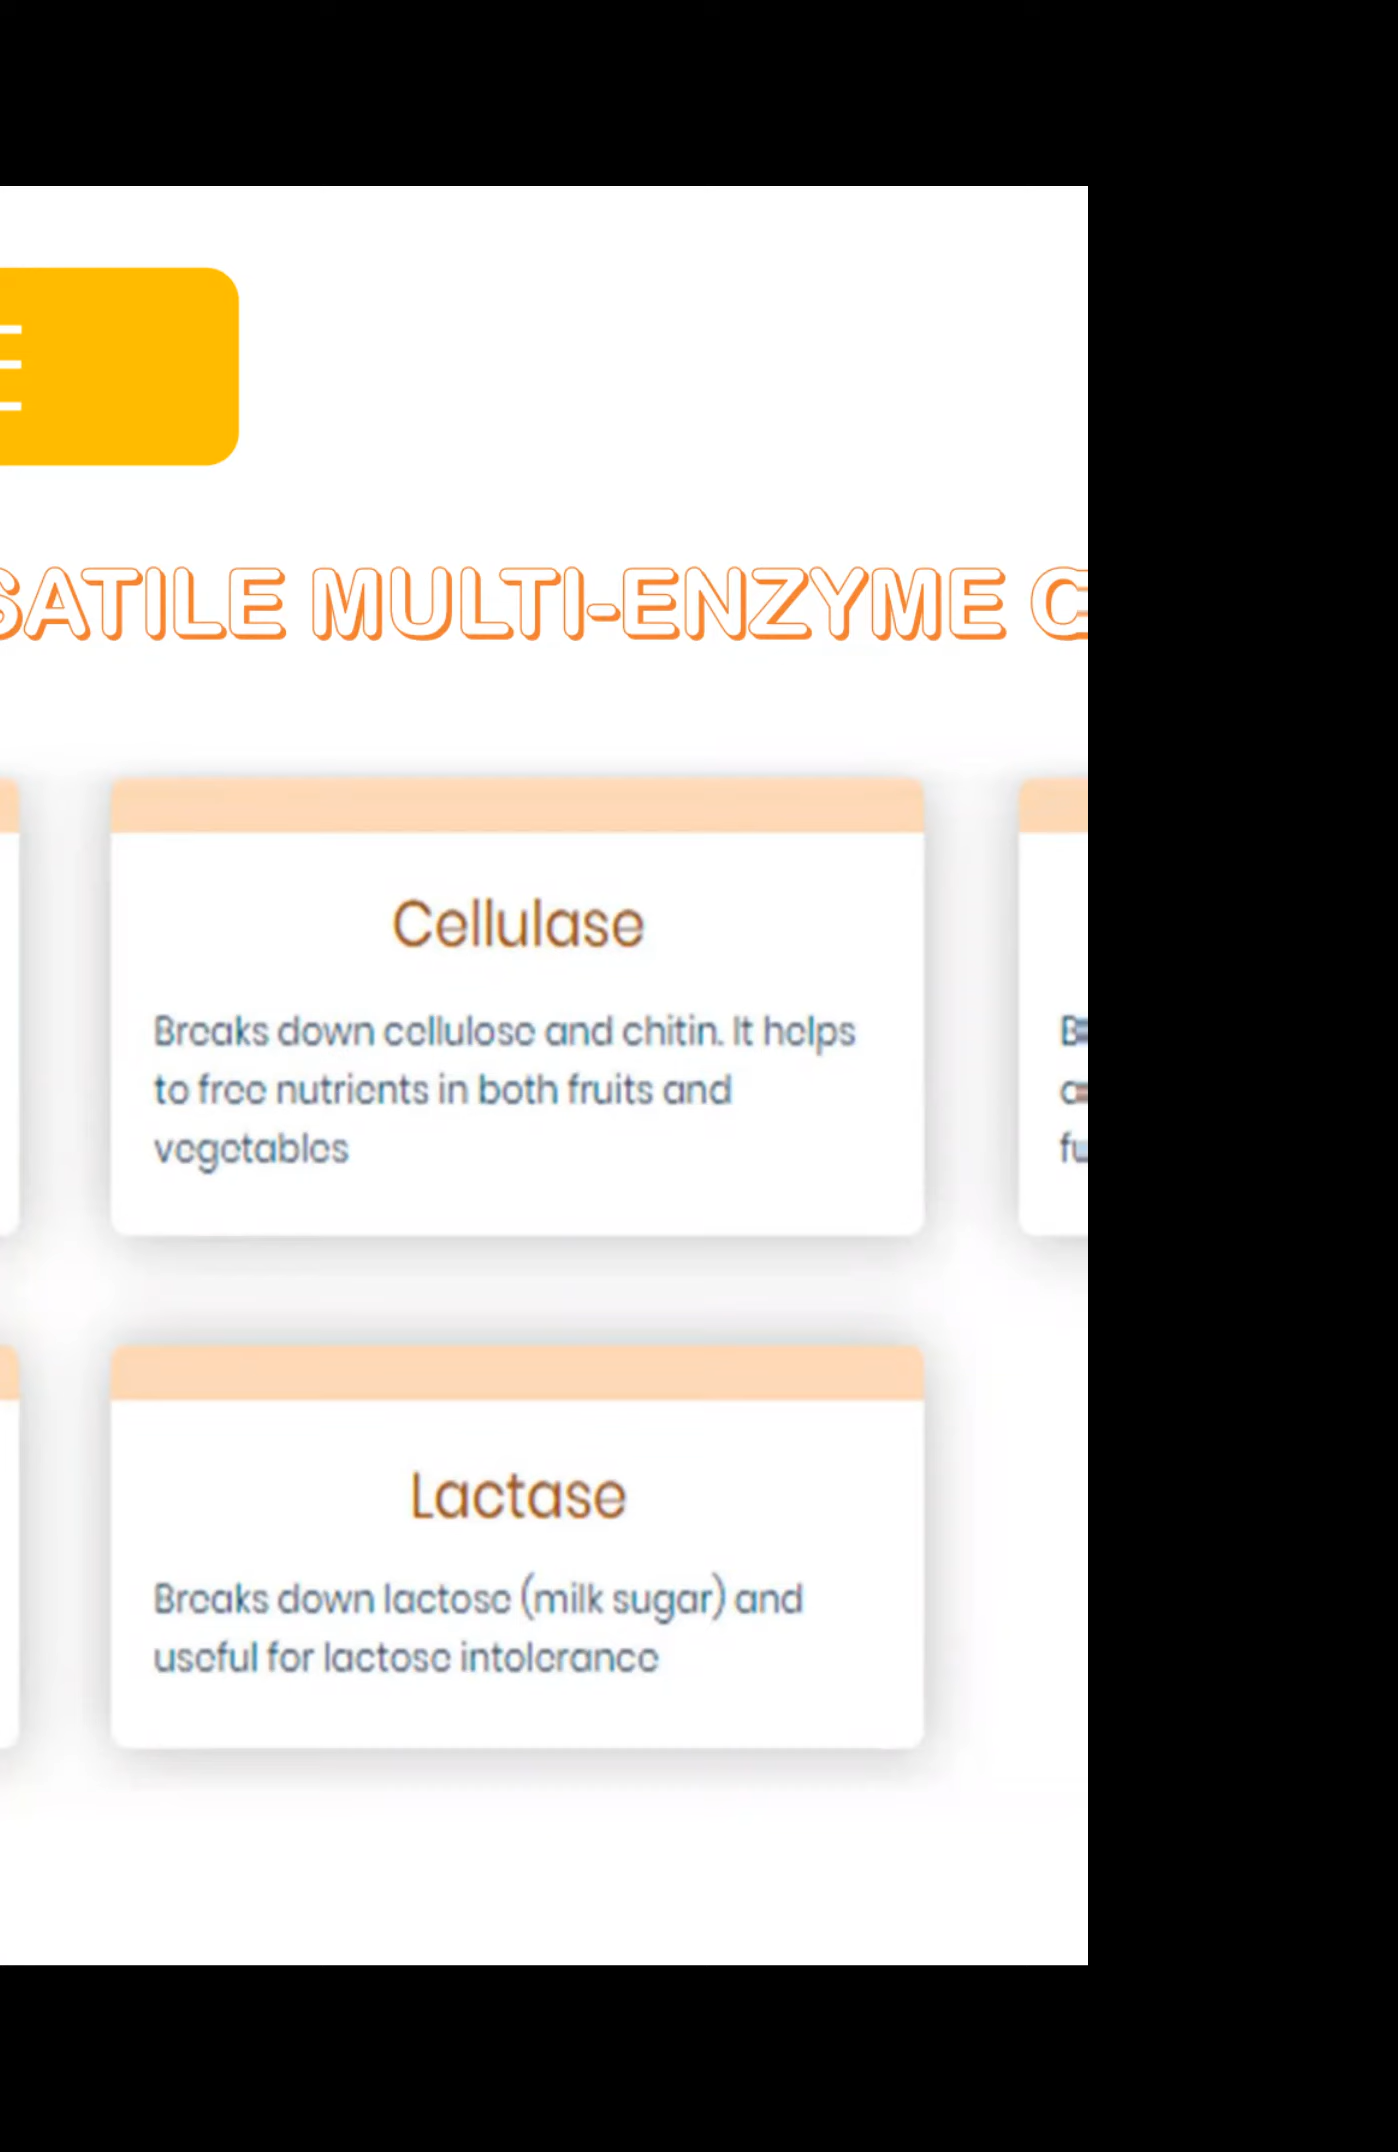 E
SATILE MULTI-ENZYME C
Cellulase
Breaks down cellulose and chitin. It helps
to free nutrients in both fruits and
vegetables
B
a
fu
Lactase
Breaks down lactose (milk sugar) and
useful for lactose intolerance